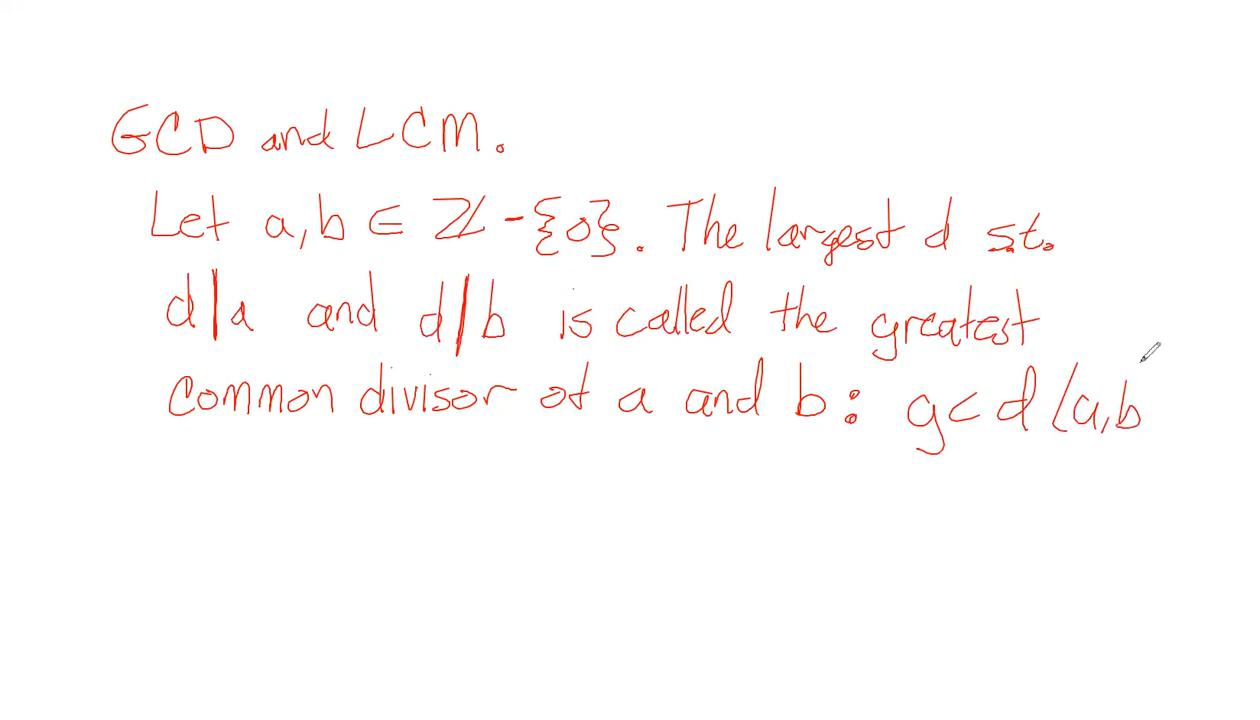 GCD and LCM.
Let a, b ∈ ℤ - {0}. The largest d s.t.
d|a and d|b is called the greatest
common divisor of a and b: gcd(a,b